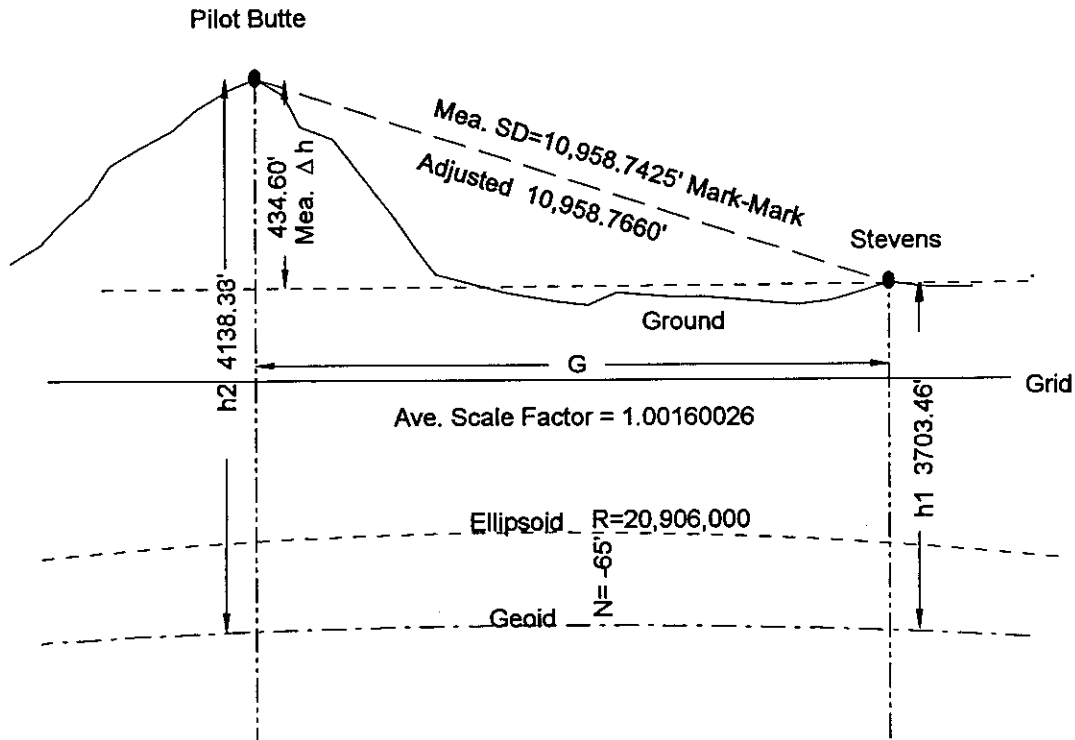 Pilot Butte
Mea. SD=10,958.7425' Mark-Mark
Adjusted 10,958.7660'
434.60'
Mea. Δ h
Stevens
h2 4138.33'
Ground
G
Grid
Ave. Scale Factor = 1.00160026
h1 3703.46'
Ellipsoid R=20,906,000
N= -65'
Geoid